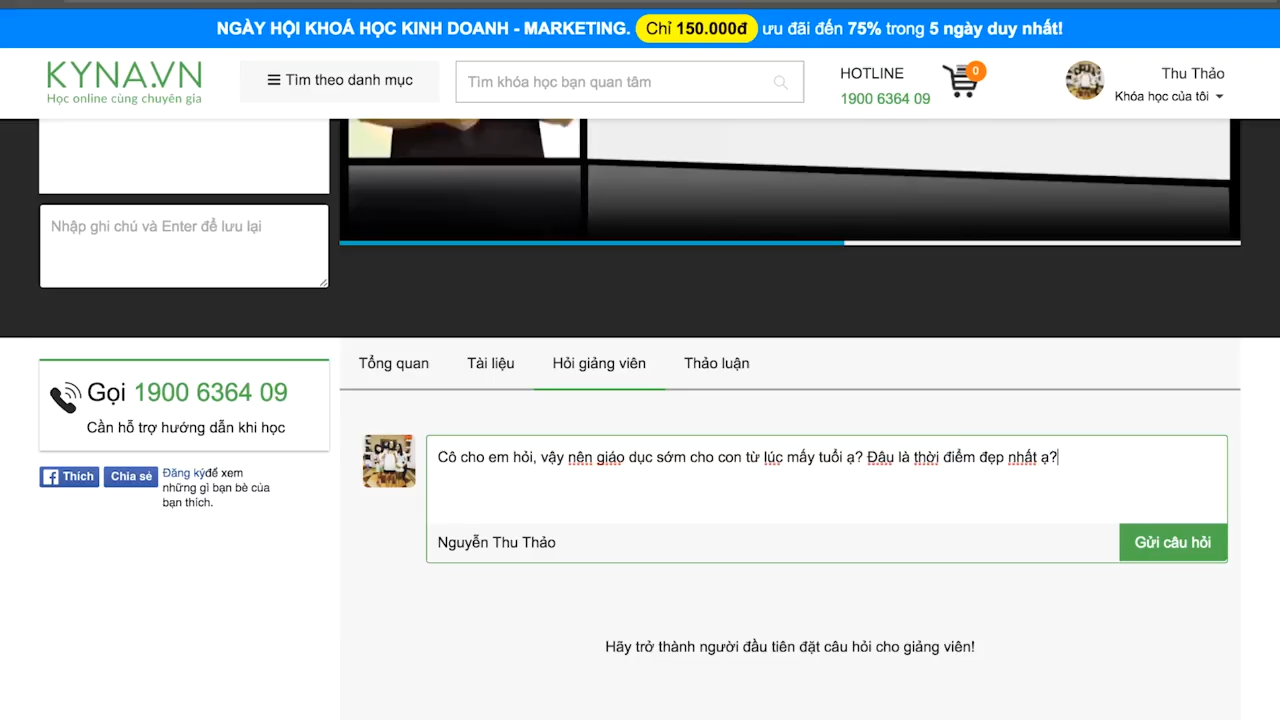 NGÀY HỘI KHOÁ HỌC KINH DOANH - MARKETING. Chỉ 150.000đ ưu đãi đến 75% trong 5 ngày duy nhất!
KYNA.VN
Học online cùng chuyên gia
Tìm theo danh mục
Tìm khóa học bạn quan tâm
HOTLINE
1900 6364 09
0
Thu Thảo
Khóa học của tôi
Nhập ghi chú và Enter để lưu lại
Gọi 1900 6364 09
Cần hỗ trợ hướng dẫn khi học
Thích
Chia sẻ
Đăng kýđể xem
những gì bạn bè của
bạn thích.
Tổng quan
Tài liệu
Hỏi giảng viên
Thảo luận
Cô cho em hỏi, vậy nên giáo dục sớm cho con từ lúc mấy tuổi ạ? Đâu là thời điểm đẹp nhất ạ?
Nguyễn Thu Thảo
Gửi câu hỏi
Hãy trở thành người đầu tiên đặt câu hỏi cho giảng viên!